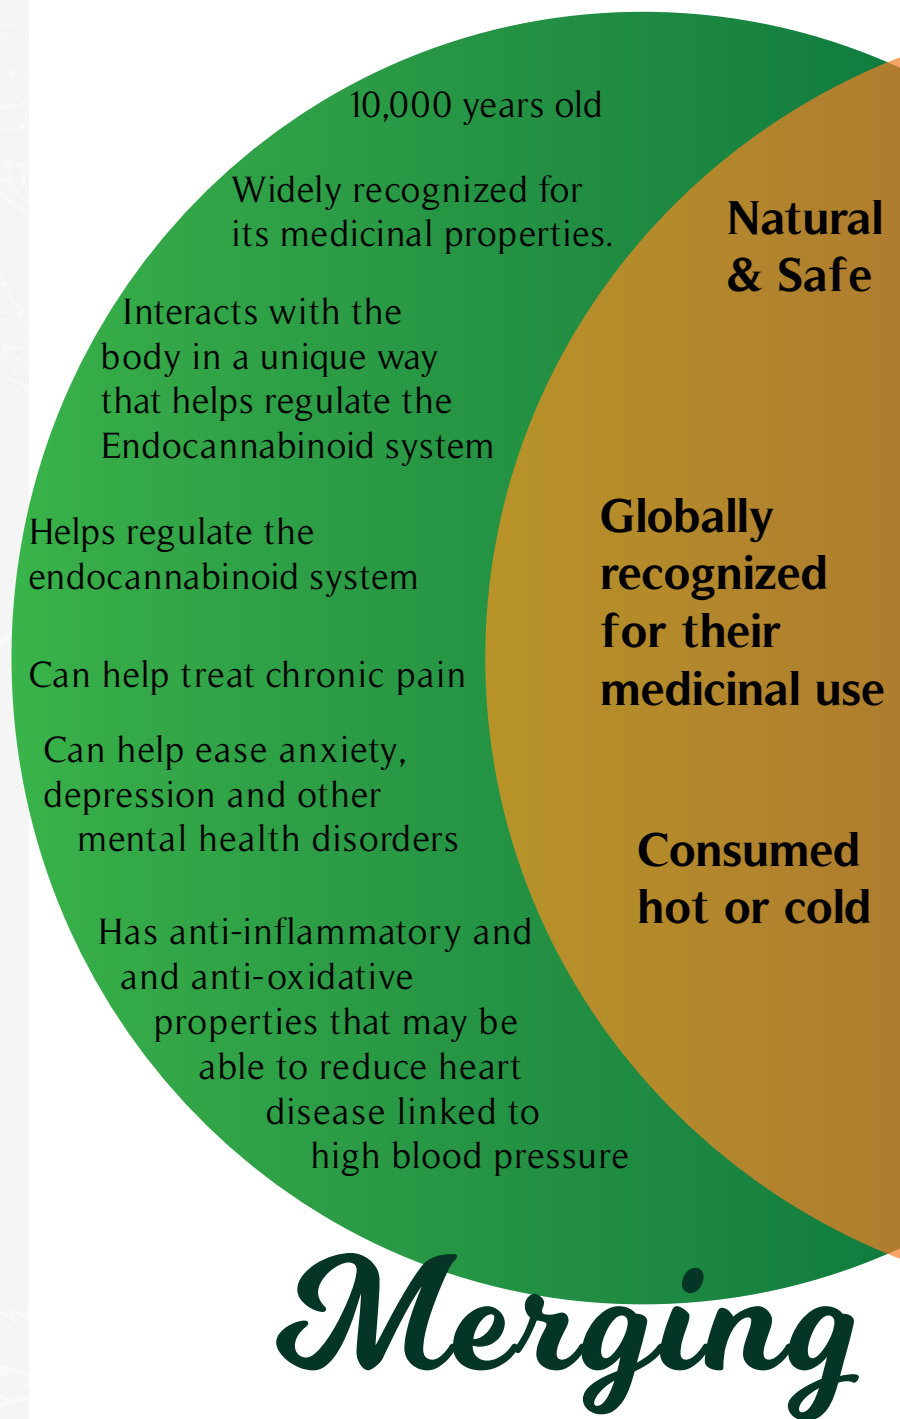 10,000 years old
Widely recognized for
its medicinal properties.
Interacts with the
body in a unique way
that helps regulate the
Endocannabinoid system
Helps regulate the
endocannabinoid system
Can help treat chronic pain
Can help ease anxiety,
depression and other
mental health disorders
Has anti-inflammatory and
and anti-oxidative
properties that may be
able to reduce heart
disease linked to
high blood pressure
Natural
& Safe
Globally
recognized
for their
medicinal use
Consumed
hot or cold
Merging